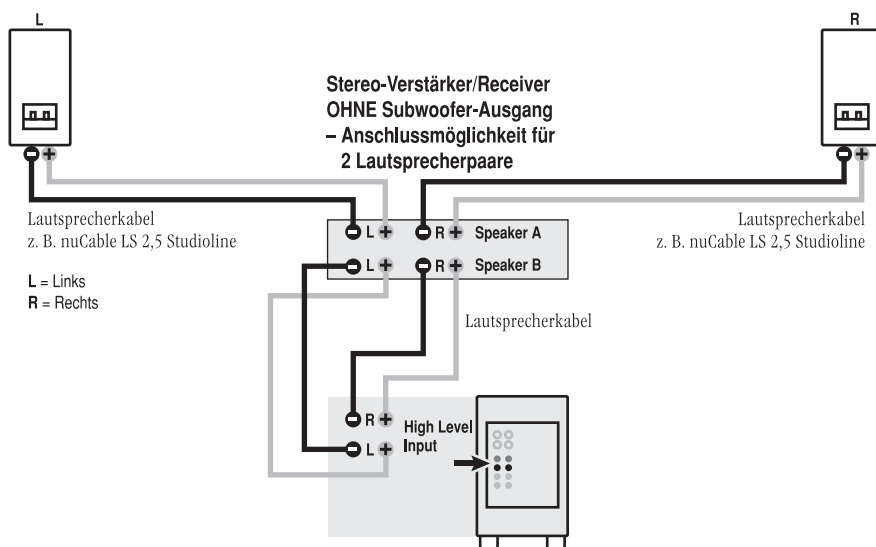 L
R
Stereo-Verstärker/Receiver
OHNE Subwoofer-Ausgang
– Anschlussmöglichkeit für
2 Lautsprecherpaare
Lautsprecherkabel
z. B. nuCable LS 2,5 Studioline
Lautsprecherkabel
z. B. nuCable LS 2,5 Studioline
L = Links
R = Rechts
L R Speaker A
L R Speaker B
Lautsprecherkabel
R
L
High Level
Input